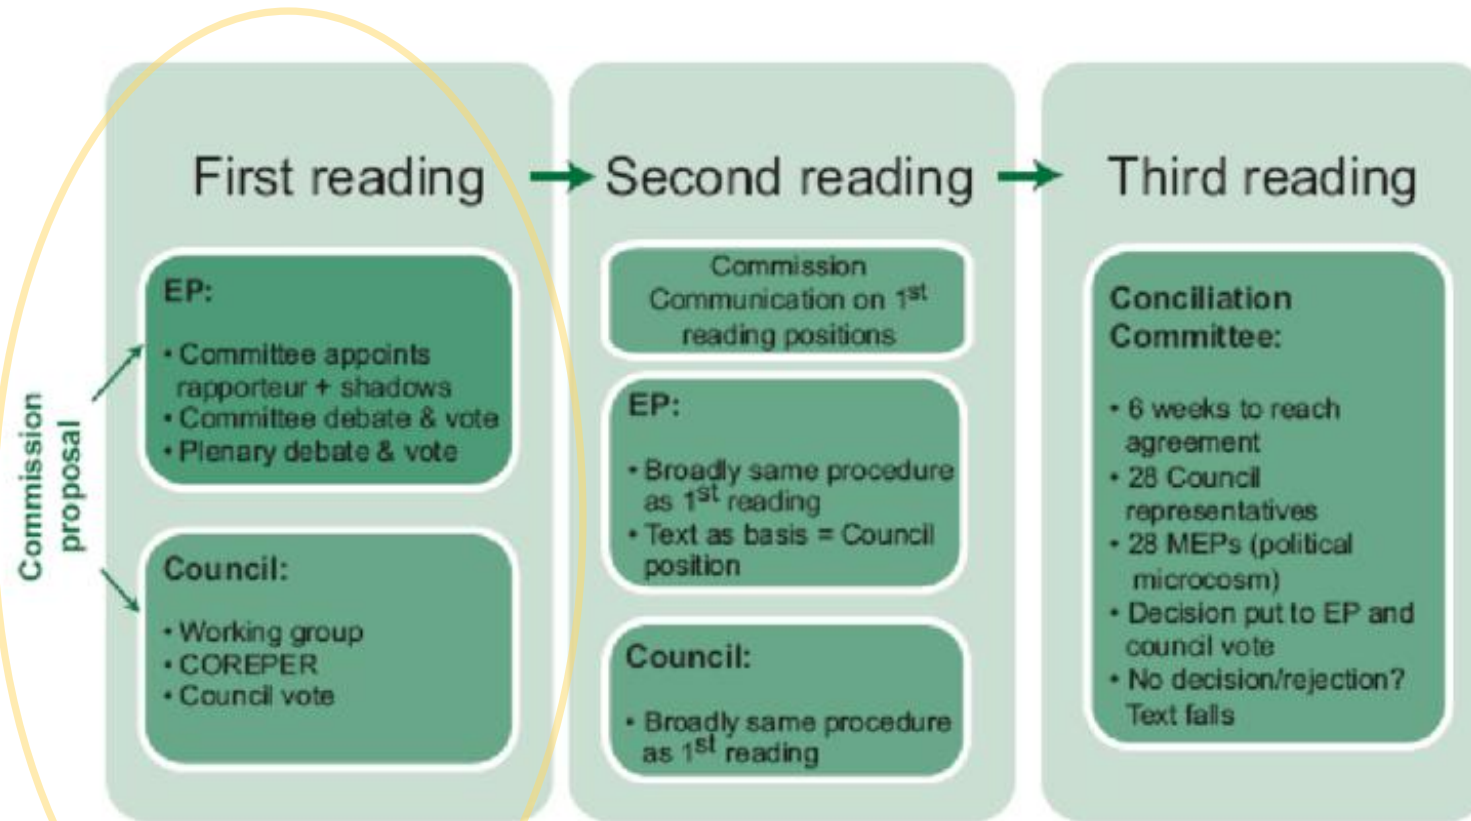 Commission
proposal
First reading
EP:
• Committee appoints
rapporteur + shadows
• Committee debate & vote
• Plenary debate & vote
Council:
• Working group
• COREPER
• Council vote
Second reading
Commission
Communication on 1st
reading positions
EP:
• Broadly same procedure
as 1st reading
• Text as basis = Council
position
Council:
• Broadly same procedure
as 1st reading
Third reading
Conciliation
Committee:
• 6 weeks to reach
agreement
• 28 Council
representatives
• 28 MEPs (political
microcosm)
• Decision put to EP and
council vote
• No decision/rejection?
Text falls